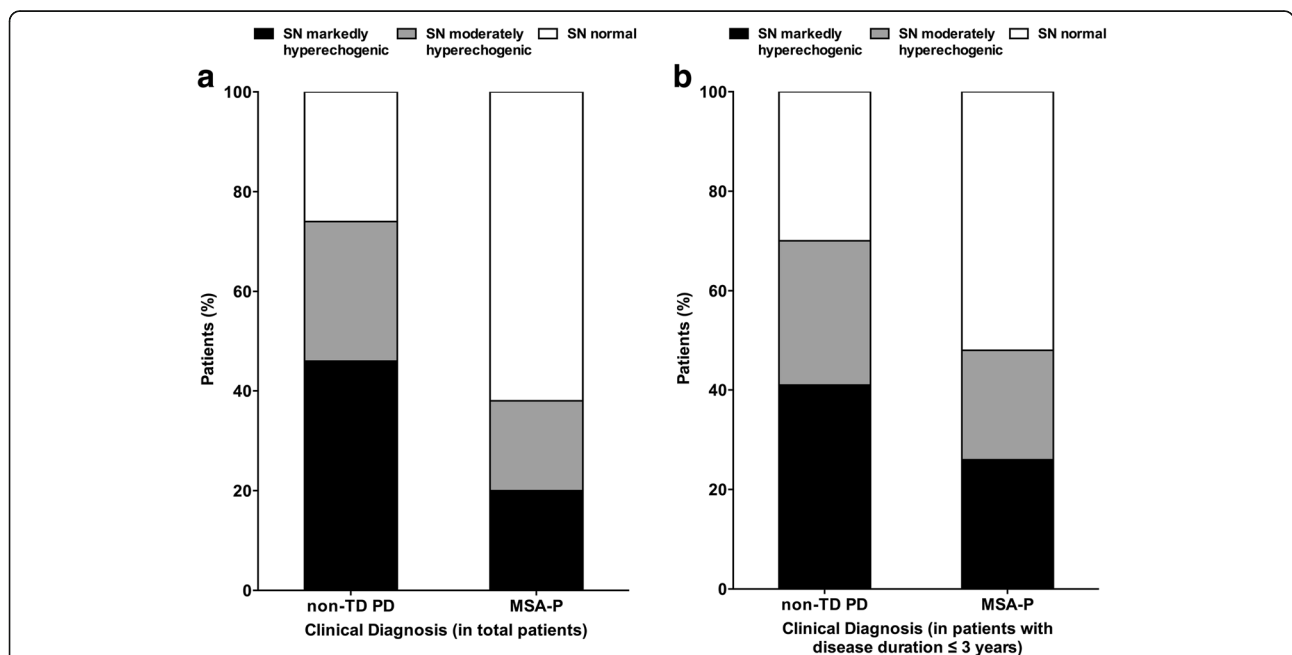 SN markedly hyperechogenic
SN moderately hyperechogenic
SN normal
a
100
80
60
40
20
0
Patients (%)
non-TD PD
MSA-P
Clinical Diagnosis (in total patients)
SN markedly hyperechogenic
SN moderately hyperechogenic
SN normal
b
100
80
60
40
20
0
Patients (%)
non-TD PD
MSA-P
Clinical Diagnosis (in patients with
disease duration ≤ 3 years)